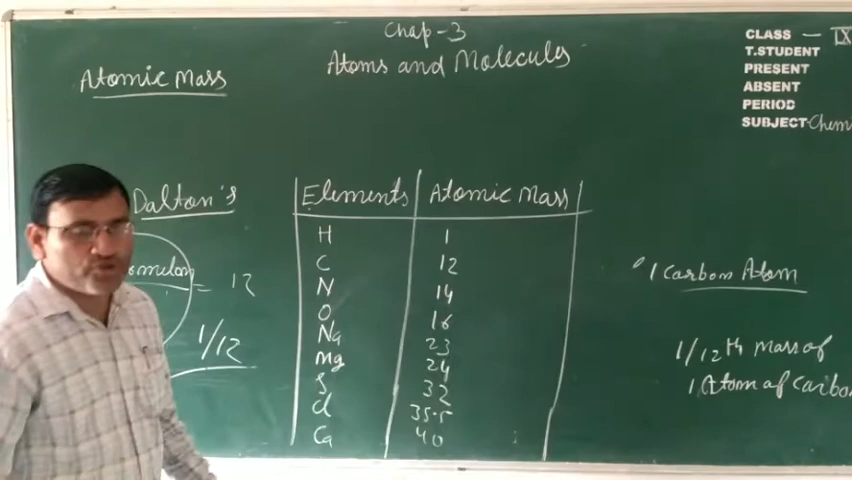 Chap-3
Atoms and Molecules
Atomic Mass
CLASS — IX
T.STUDENT
PRESENT
ABSENT
PERIOD
SUBJECT-Chemi
Dalton's
= 12
1/12
Elements Atomic Mass
H 1
C 12
N 14
O 16
Na 23
Mg 24
S 32
Cl 35.5
Ca 40
1 Carbon Atom
1/12th Mass of
1 Atom of Carbo